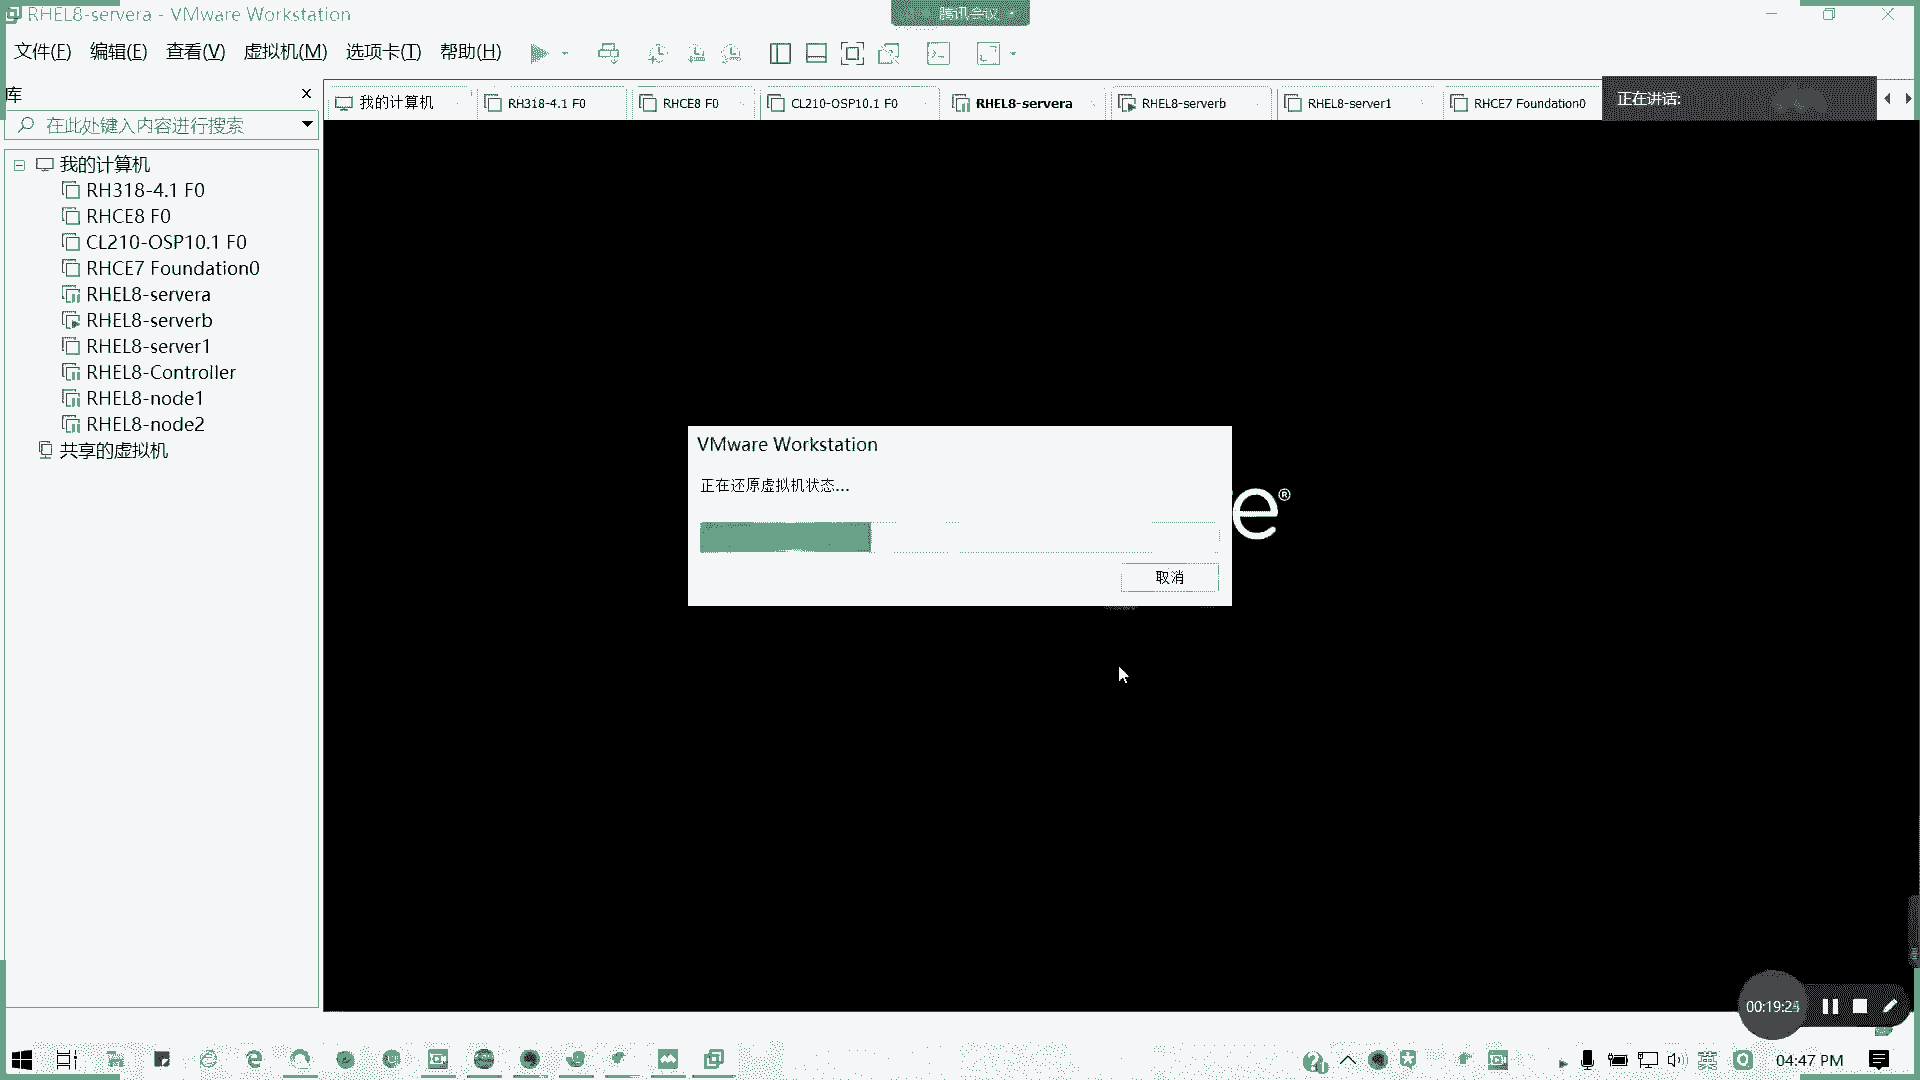 RHEL8-servera - VMware Workstation
腾讯会议
文件(F) 编辑(E) 查看(V) 虚拟机(M) 选项卡(T) 帮助(H)
库
在此处键入内容进行搜索
我的计算机 RH318-4.1 F0 RHCE8 F0 CL210-OSP10.1 F0 RHEL8-servera RHEL8-serverb RHEL8-server1 RHCE7 Foundation0
正在讲话:
我的计算机
RH318-4.1 F0
RHCE8 F0
CL210-OSP10.1 F0
RHCE7 Foundation0
RHEL8-servera
RHEL8-serverb
RHEL8-server1
RHEL8-Controller
RHEL8-node1
RHEL8-node2
共享的虚拟机
VMware Workstation
正在还原虚拟机状态...
取消
e®
04:47 PM